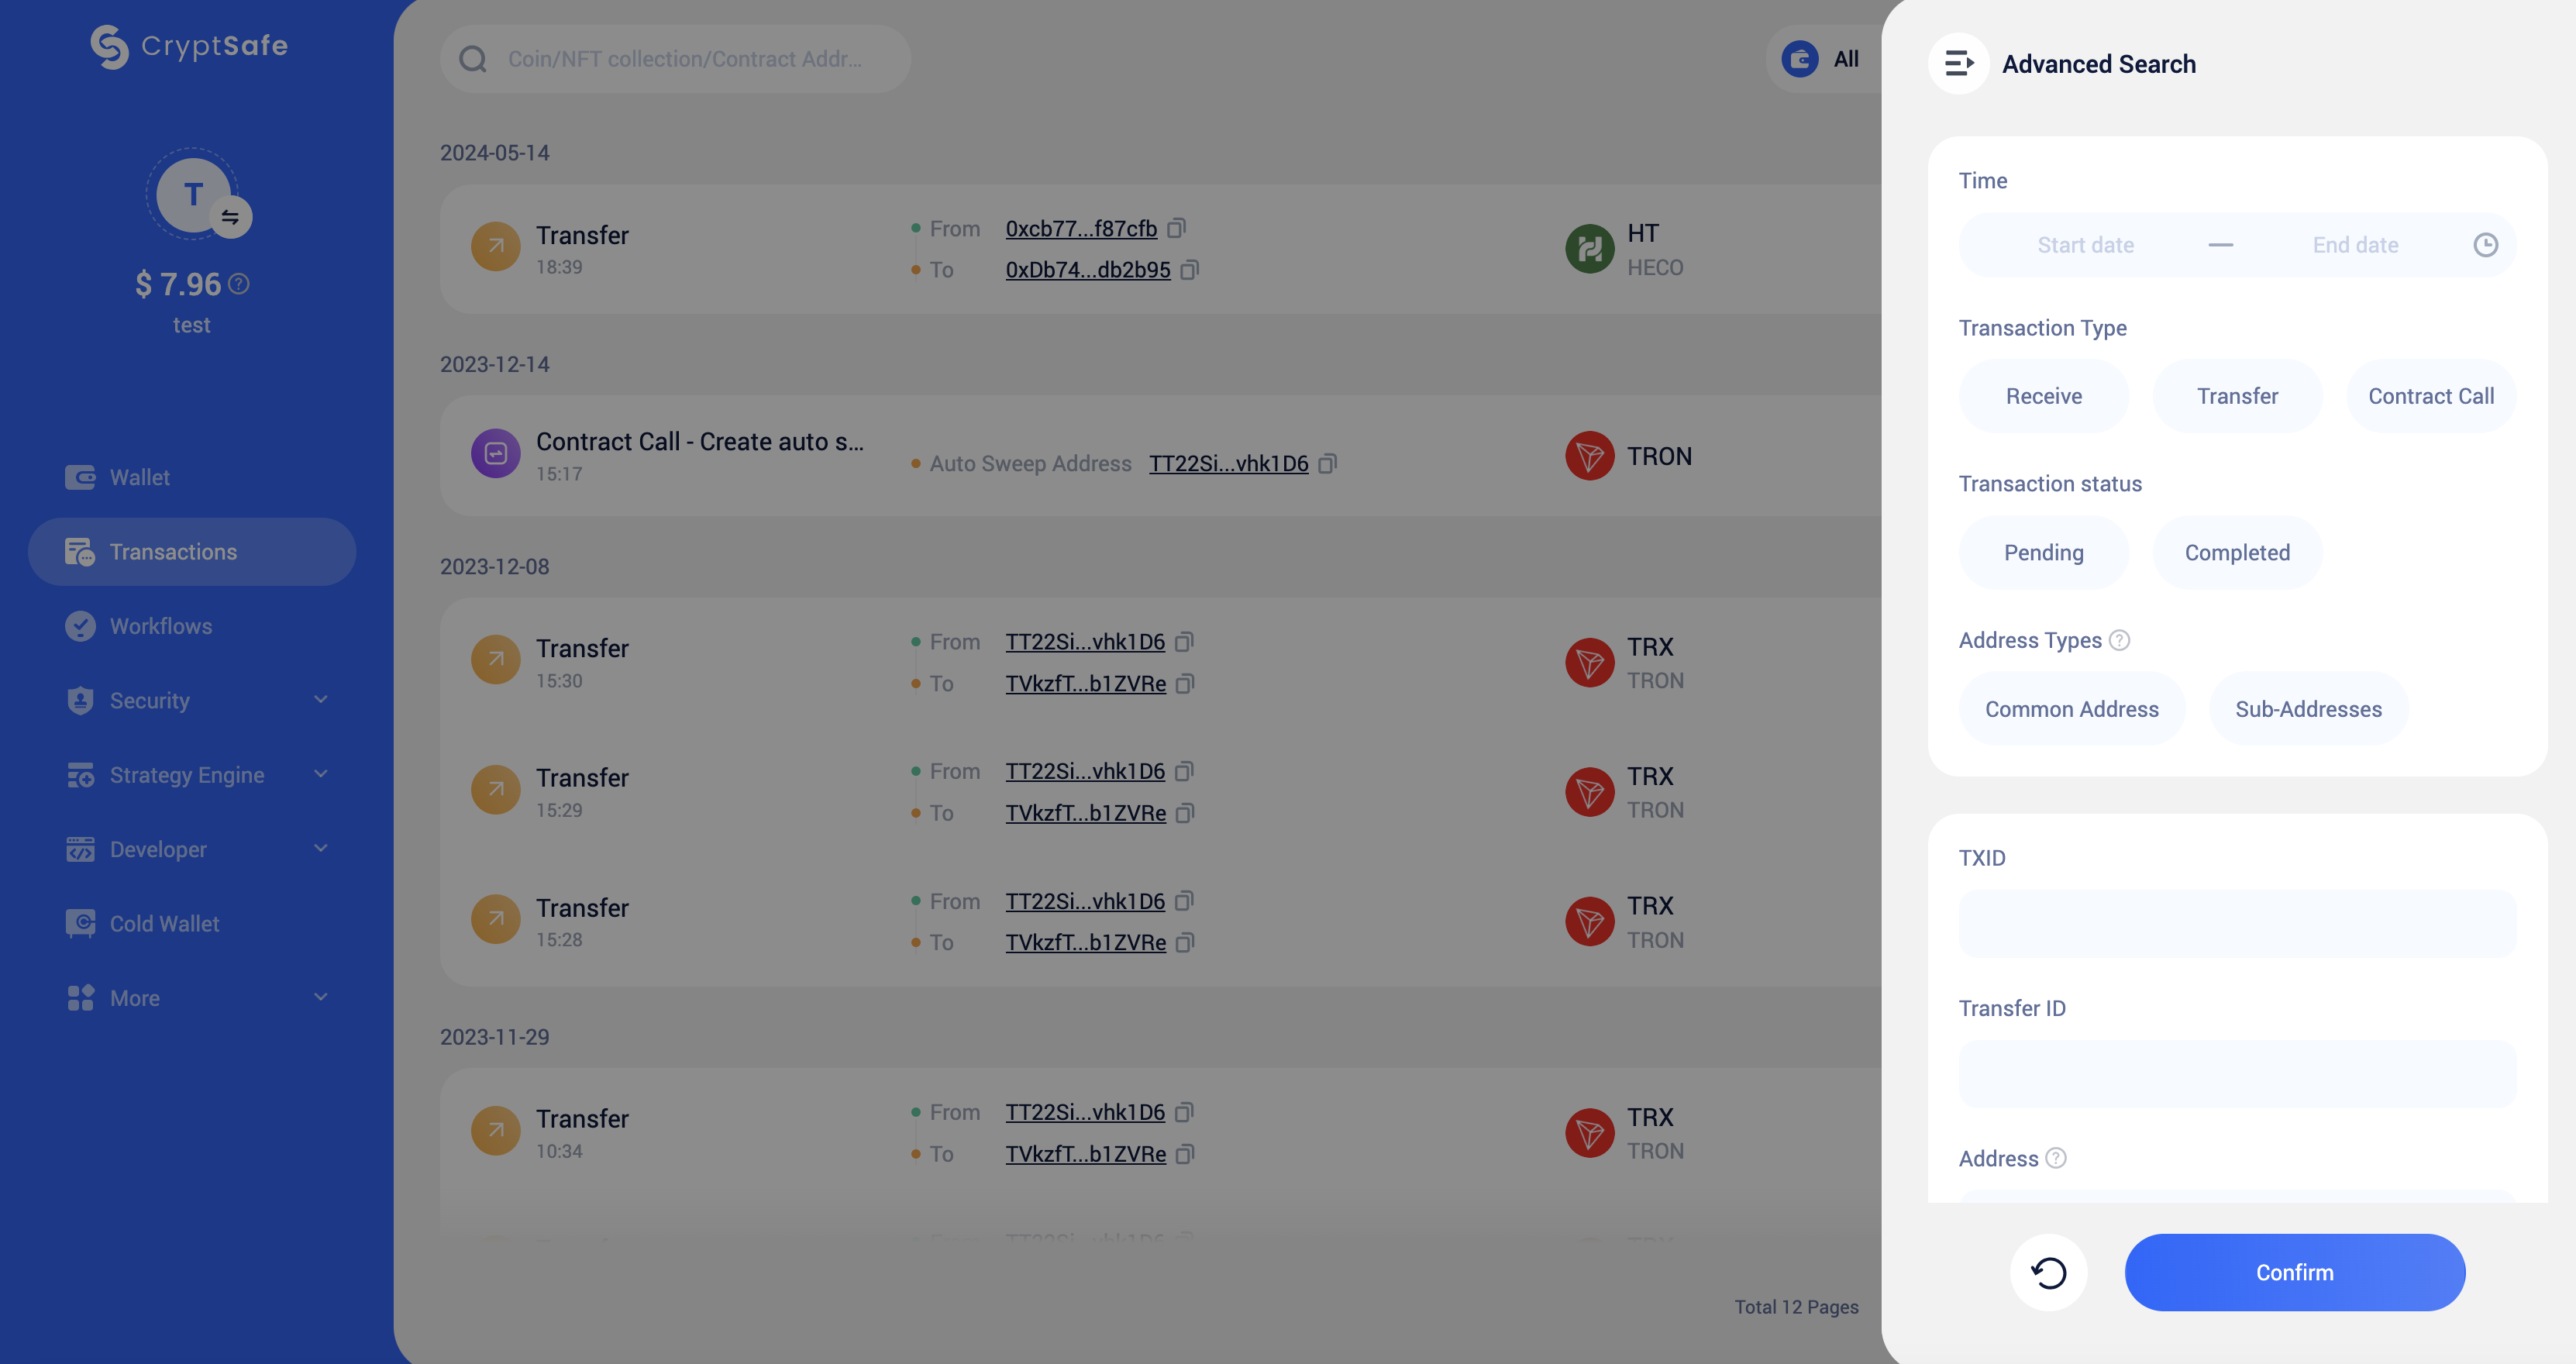 CryptSafe
T
$ 7.96
test
Wallet
Transactions
Workflows
Security
Strategy Engine
Developer
Cold Wallet
More
Coin/NFT collection/Contract Addr...
All
2024-05-14
Transfer
18:39
From 0xcb77...f87cfb
To 0xDb74...db2b95
HT
HECO
2023-12-14
Contract Call - Create auto s...
15:17
Auto Sweep Address TT22Si...vhk1D6
TRON
2023-12-08
Transfer
15:30
From TT22Si...vhk1D6
To TVkzfT...b1ZVRe
TRX
TRON
Transfer
15:29
From TT22Si...vhk1D6
To TVkzfT...b1ZVRe
TRX
TRON
Transfer
15:28
From TT22Si...vhk1D6
To TVkzfT...b1ZVRe
TRX
TRON
2023-11-29
Transfer
10:34
From TT22Si...vhk1D6
To TVkzfT...b1ZVRe
TRX
TRON
Total 12 Pages
Advanced Search
Time
Start date — End date
Transaction Type
Receive Transfer Contract Call
Transaction status
Pending Completed
Address Types
Common Address Sub-Addresses
TXID
Transfer ID
Address
Confirm